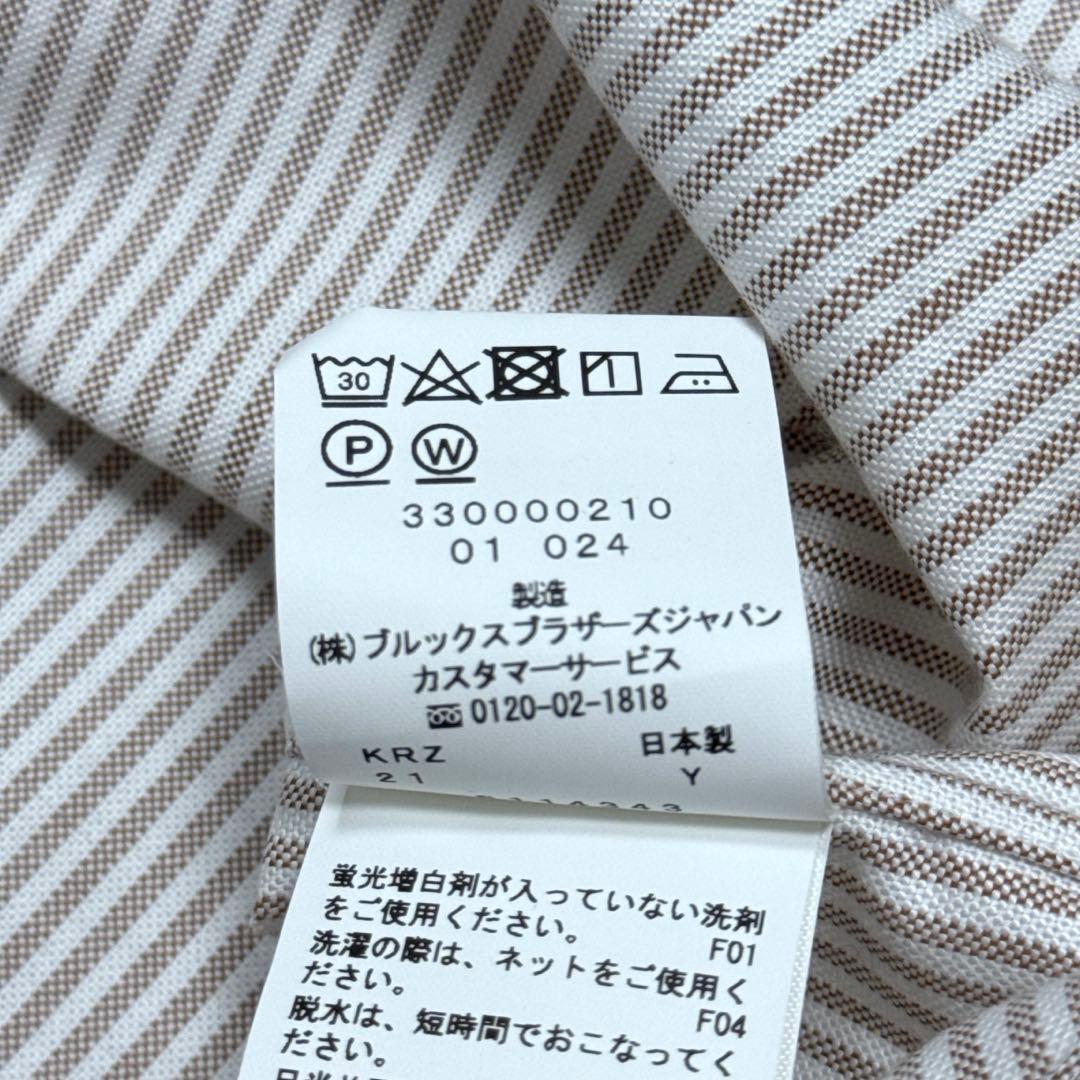 30
P W
330000210
01 024
製造
(株)ブルックスブラザーズジャパン
カスタマーサービス
0120-02-1818
KRZ 日本製
21 Y
蛍光増白剤が入っていない洗剤
をご使用ください。 F01
洗濯の際は、ネットをご使用く
ださい。 F04
脱水は、短時間でおこなってく
ださい。